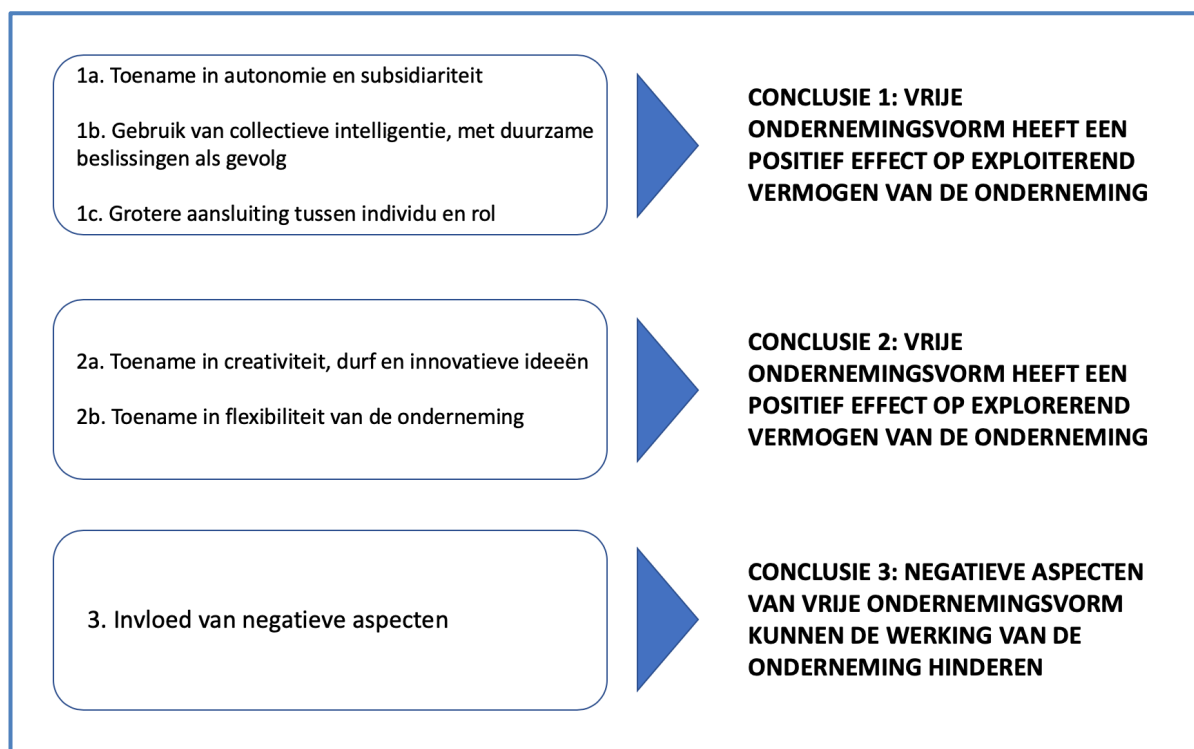 1a. Toename in autonomie en subsidiariteit
1b. Gebruik van collectieve intelligentie, met duurzame
beslissingen als gevolg
1c. Grotere aansluiting tussen individu en rol
CONCLUSIE 1: VRIJE
ONDERNEMINGSVORM HEEFT EEN
POSITIEF EFFECT OP EXPLOITEREND
VERMOGEN VAN DE ONDERNEMING
2a. Toename in creativiteit, durf en innovatieve ideeën
2b. Toename in flexibiliteit van de onderneming
CONCLUSIE 2: VRIJE
ONDERNEMINGSVORM HEEFT EEN
POSITIEF EFFECT OP EXPLOREREND
VERMOGEN VAN DE ONDERNEMING
3. Invloed van negatieve aspecten
CONCLUSIE 3: NEGATIEVE ASPECTEN
VAN VRIJE ONDERNEMINGSVORM
KUNNEN DE WERKING VAN DE
ONDERNEMING HINDEREN